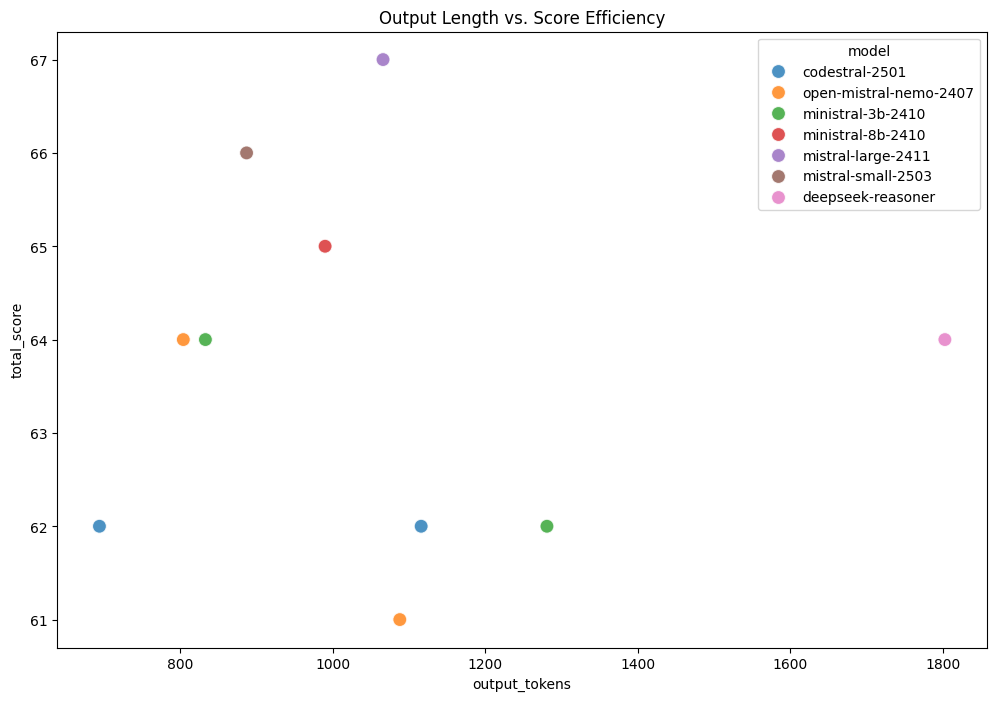 Output Length vs. Score Efficiency
model
codestral-2501
open-mistral-nemo-2407
ministral-3b-2410
ministral-8b-2410
mistral-large-2411
mistral-small-2503
deepseek-reasoner
total_score
67
66
65
64
63
62
61
800 1000 1200 1400 1600 1800
output_tokens